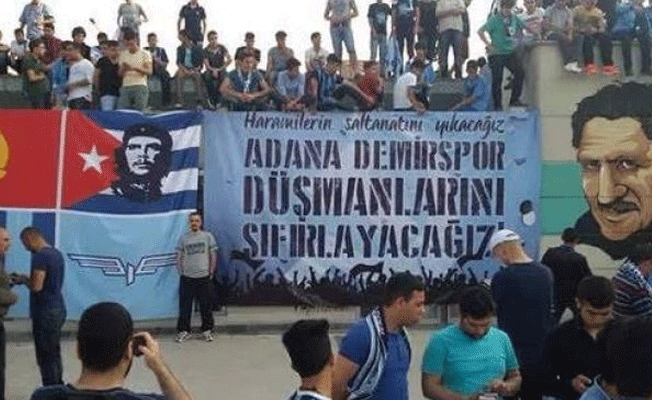 Haramilerin saltanatını yıkacağız
ADANA DEMİRSPOR
DÜŞMANLARINI
SIFIRLAYACAĞIZ!